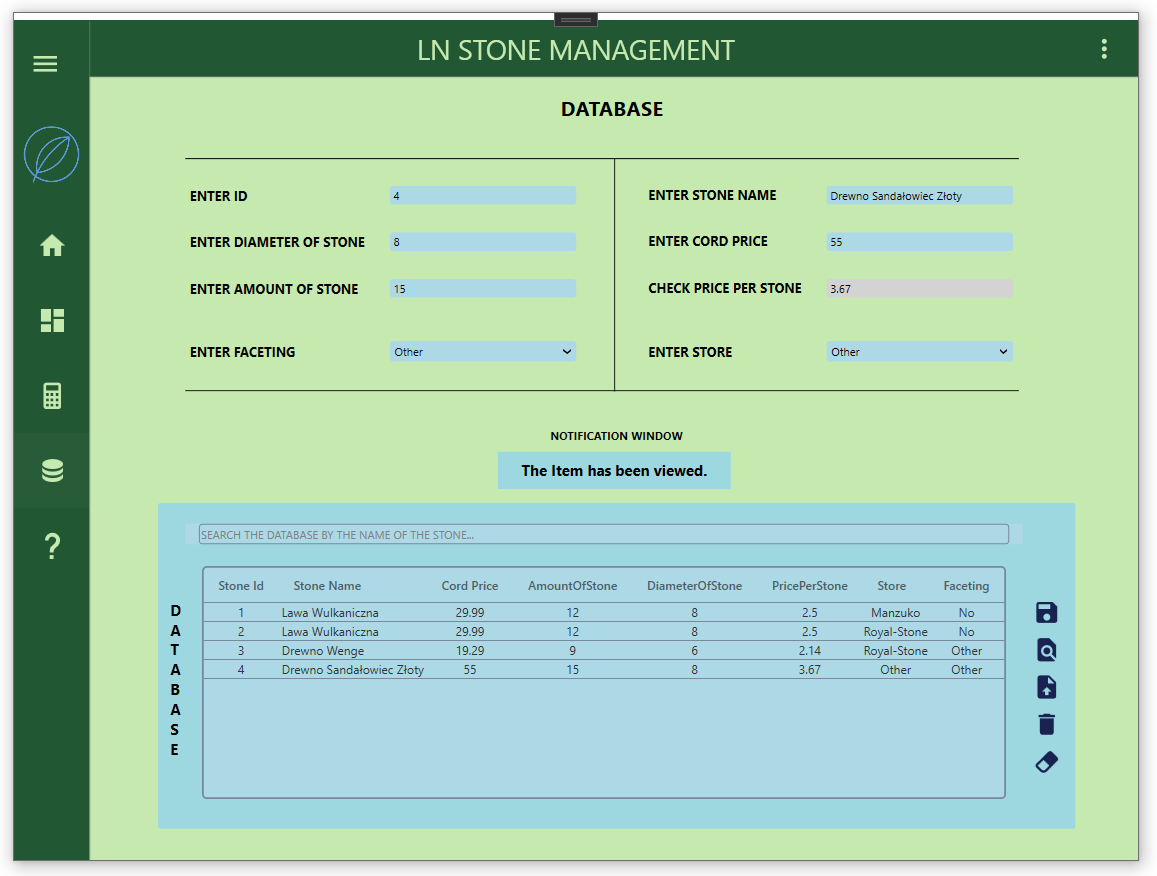 LN STONE MANAGEMENT
DATABASE
ENTER ID 4
ENTER STONE NAME Drewno Sandałowiec Złoty
ENTER DIAMETER OF STONE 8
ENTER CORD PRICE 55
ENTER AMOUNT OF STONE 15
CHECK PRICE PER STONE 3.67
ENTER FACETING Other
ENTER STORE Other
NOTIFICATION WINDOW
The Item has been viewed.
SEARCH THE DATABASE BY THE NAME OF THE STONE...
DATABASE
Stone Id Stone Name Cord Price AmountOfStone DiameterOfStone PricePerStone Store Faceting
1 Lawa Wulkaniczna 29.99 12 8 2.5 Manzuko No
2 Lawa Wulkaniczna 29.99 12 8 2.5 Royal-Stone No
3 Drewno Wenge 19.29 9 6 2.14 Royal-Stone Other
4 Drewno Sandałowiec Złoty 55 15 8 3.67 Other Other